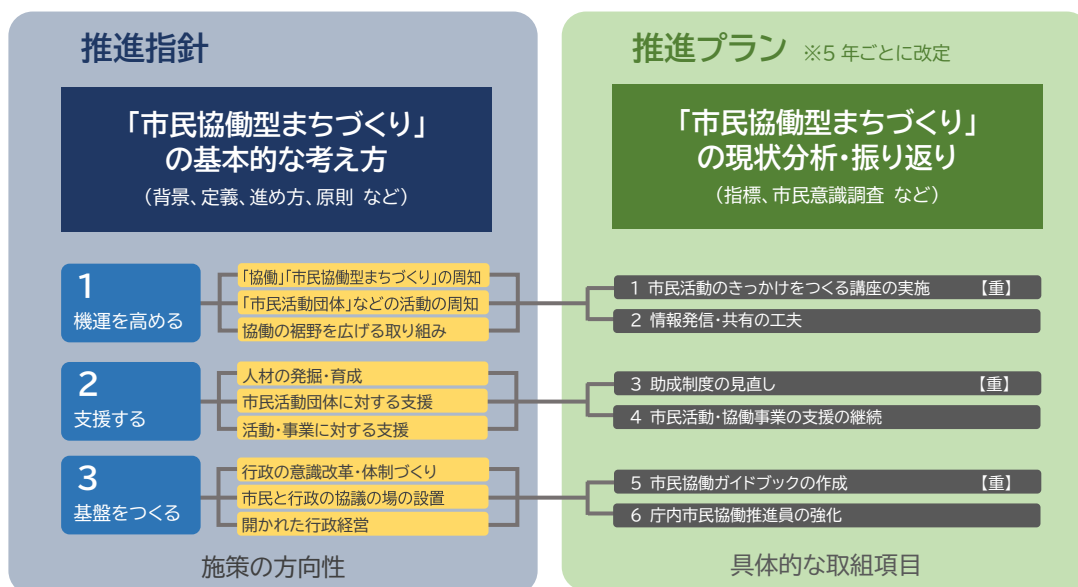 推進指針
「市民協働型まちづくり」
の基本的な考え方
（背景、定義、進め方、原則 など）
1
機運を高める
「協働」「市民協働型まちづくり」の周知
「市民活動団体」などの活動の周知
協働の裾野を広げる取り組み
2
支援する
人材の発掘・育成
市民活動団体に対する支援
活動・事業に対する支援
3
基盤をつくる
行政の意識改革・体制づくり
市民と行政の協議の場の設置
開かれた行政経営
施策の方向性
推進プラン ※5 年ごとに改定
「市民協働型まちづくり」
の現状分析・振り返り
（指標、市民意識調査 など）
1 市民活動のきっかけをつくる講座の実施 【重】
2 情報発信・共有の工夫
3 助成制度の見直し 【重】
4 市民活動・協働事業の支援の継続
5 市民協働ガイドブックの作成 【重】
6 庁内市民協働推進員の強化
具体的な取組項目